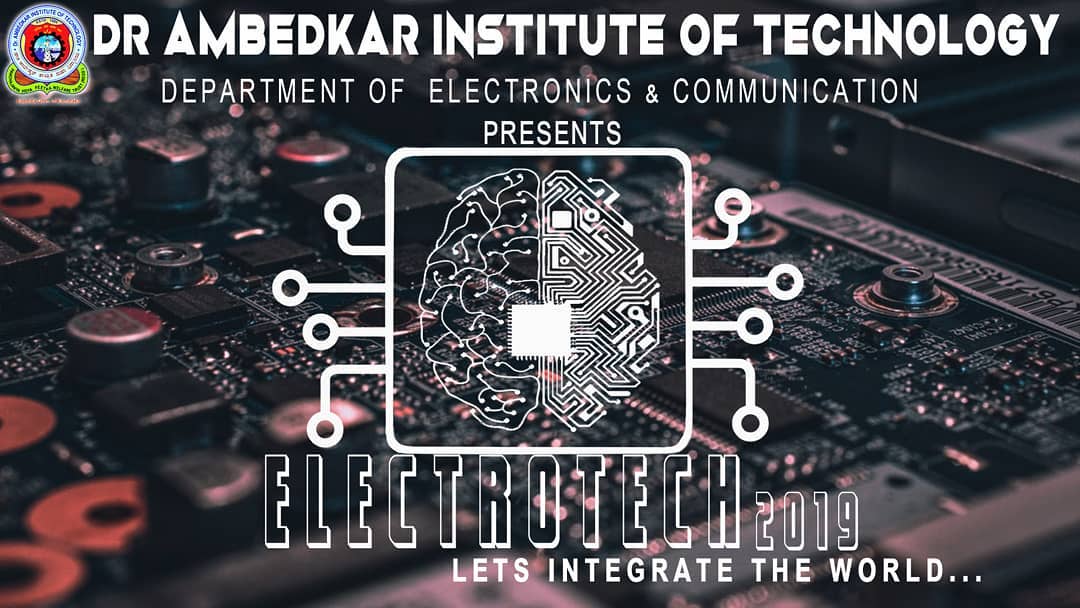 DR AMBEDKAR INSTITUTE OF TECHNOLOGY
DEPARTMENT OF ELECTRONICS & COMMUNICATION
PRESENTS
ELECTROTECH 2019
LETS INTEGRATE THE WORLD...